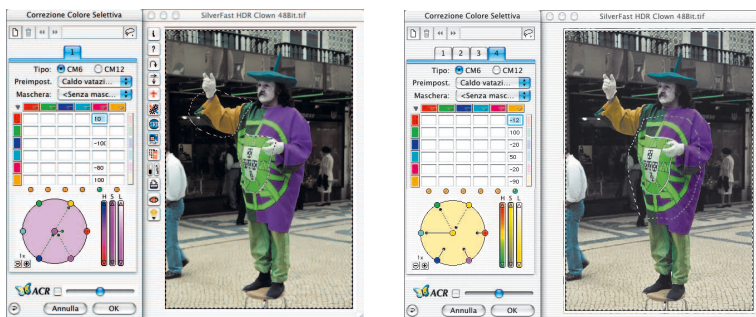 Correzione Colore Selettiva
1
Tipo: CM6 CM12
Preimpost. Caldo vatazi...
Maschera: <Senza masc...
10
-100
-80
100
H S L
1x
ACR
Annulla OK
SilverFast HDR Clown 48Bit.tif
Correzione Colore Selettiva
1 2 3 4
Tipo: CM6 CM12
Preimpost. Caldo vatazi...
Maschera: <Senza masc...
-12
100
-20
50
-20
-90
H S L
1x
ACR
Annulla OK
SilverFast HDR Clown 48Bit.tif